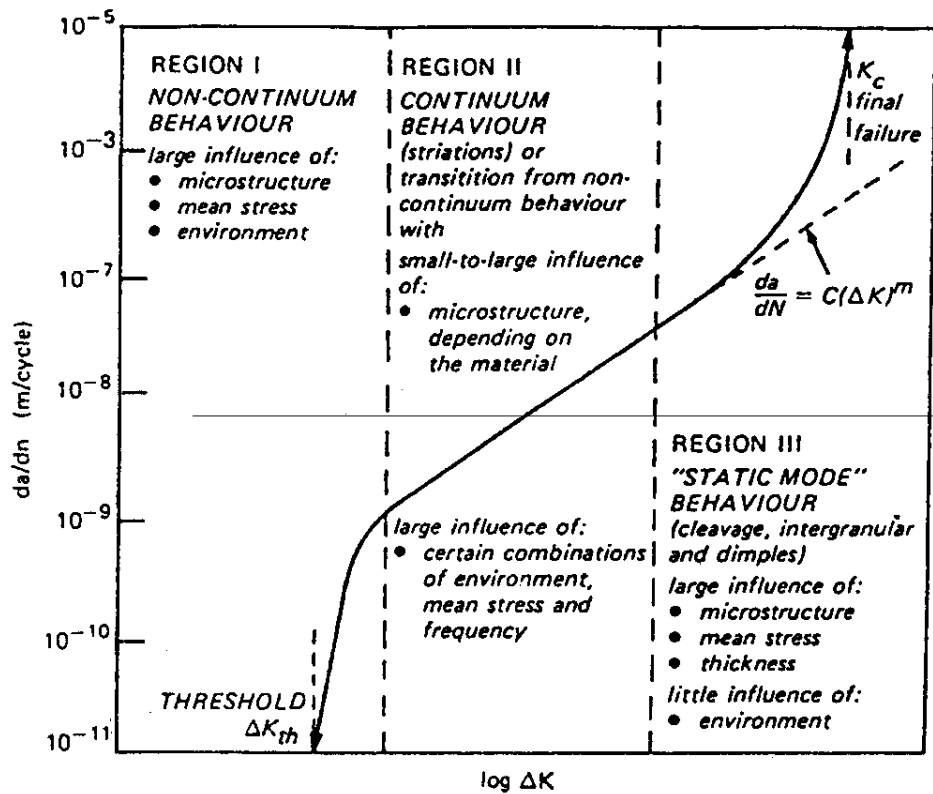 10⁻⁵
10⁻³
10⁻⁷
10⁻⁸
10⁻⁹
10⁻¹⁰
10⁻¹¹
da/dn (m/cycle)
REGION I
NON-CONTINUUM
BEHAVIOUR
large influence of:
• microstructure
• mean stress
• environment
THRESHOLD
ΔK_th
REGION II
CONTINUUM
BEHAVIOUR
(striations) or
transitition from non-
continuum behaviour
with
small-to-large influence
of:
• microstructure,
depending on
the material
large influence of:
• certain combinations
of environment,
mean stress and
frequency
K_c
final
failure
da/dN = C(ΔK)ᵐ
REGION III
"STATIC MODE"
BEHAVIOUR
(cleavage, intergranular
and dimples)
large influence of:
• microstructure
• mean stress
• thickness
little influence of:
• environment
log ΔK